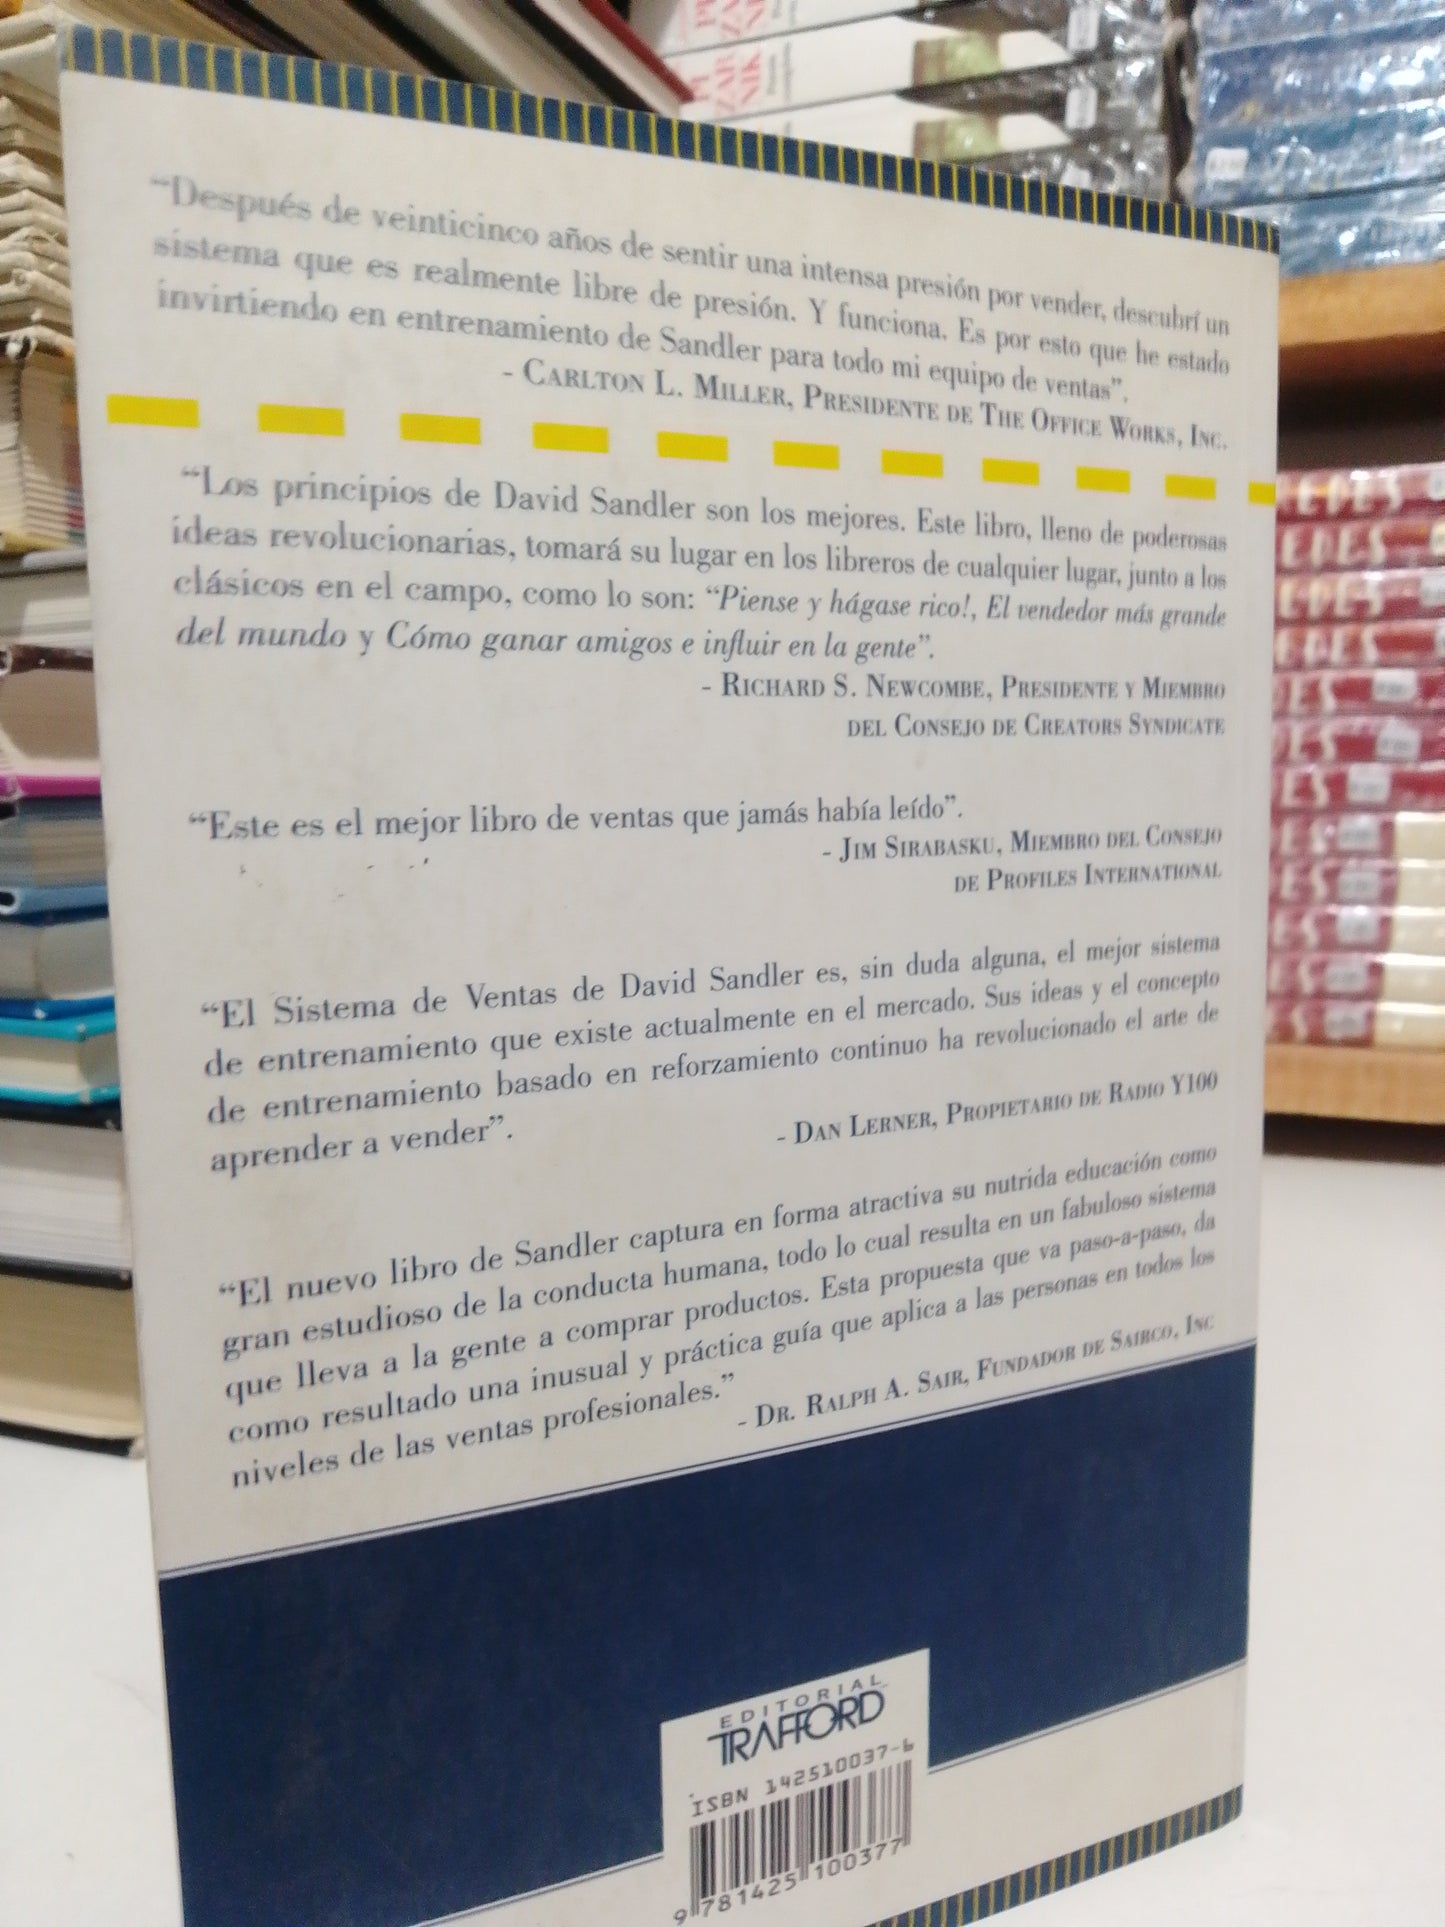 “Después de veinticinco años de sentir una intensa presión por vender, descubrí un
sistema que es realmente libre de presión. Y funciona. Es por esto que he estado
invirtiendo en entrenamiento de Sandler para todo mi equipo de ventas”.
- CARLTON L. MILLER, PRESIDENTE DE THE OFFICE WORKS, INC.
“Los principios de David Sandler son los mejores. Este libro, lleno de poderosas
ideas revolucionarias, tomará su lugar en los libreros de cualquier lugar, junto a los
clásicos en el campo, como lo son: “Piense y hágase rico!, El vendedor más grande
del mundo y Cómo ganar amigos e influir en la gente”.
- RICHARD S. NEWCOMBE, PRESIDENTE Y MIEMBRO
DEL CONSEJO DE CREATORS SYNDICATE
“Este es el mejor libro de ventas que jamás había leído”.
- JIM SIRABASKU, MIEMBRO DEL CONSEJO
DE PROFILES INTERNATIONAL
“El Sistema de Ventas de David Sandler es, sin duda alguna, el mejor sistema
de entrenamiento que existe actualmente en el mercado. Sus ideas y el concepto
de entrenamiento basado en reforzamiento continuo ha revolucionado el arte de
aprender a vender”.
- DAN LERNER, PROPIETARIO DE RADIO Y100
“El nuevo libro de Sandler captura en forma atractiva su nutrida educación como
gran estudioso de la conducta humana, todo lo cual resulta en un fabuloso sistema
que lleva a la gente a comprar productos. Esta propuesta que va paso-a-paso, da
como resultado una inusual y práctica guía que aplica a las personas en todos los
niveles de las ventas profesionales.”
- DR. RALPH A. SAIR, FUNDADOR DE SAIRCO, INC
EDITORIAL
TRAFFORD
ISBN 142510037-6
9 781425 100377